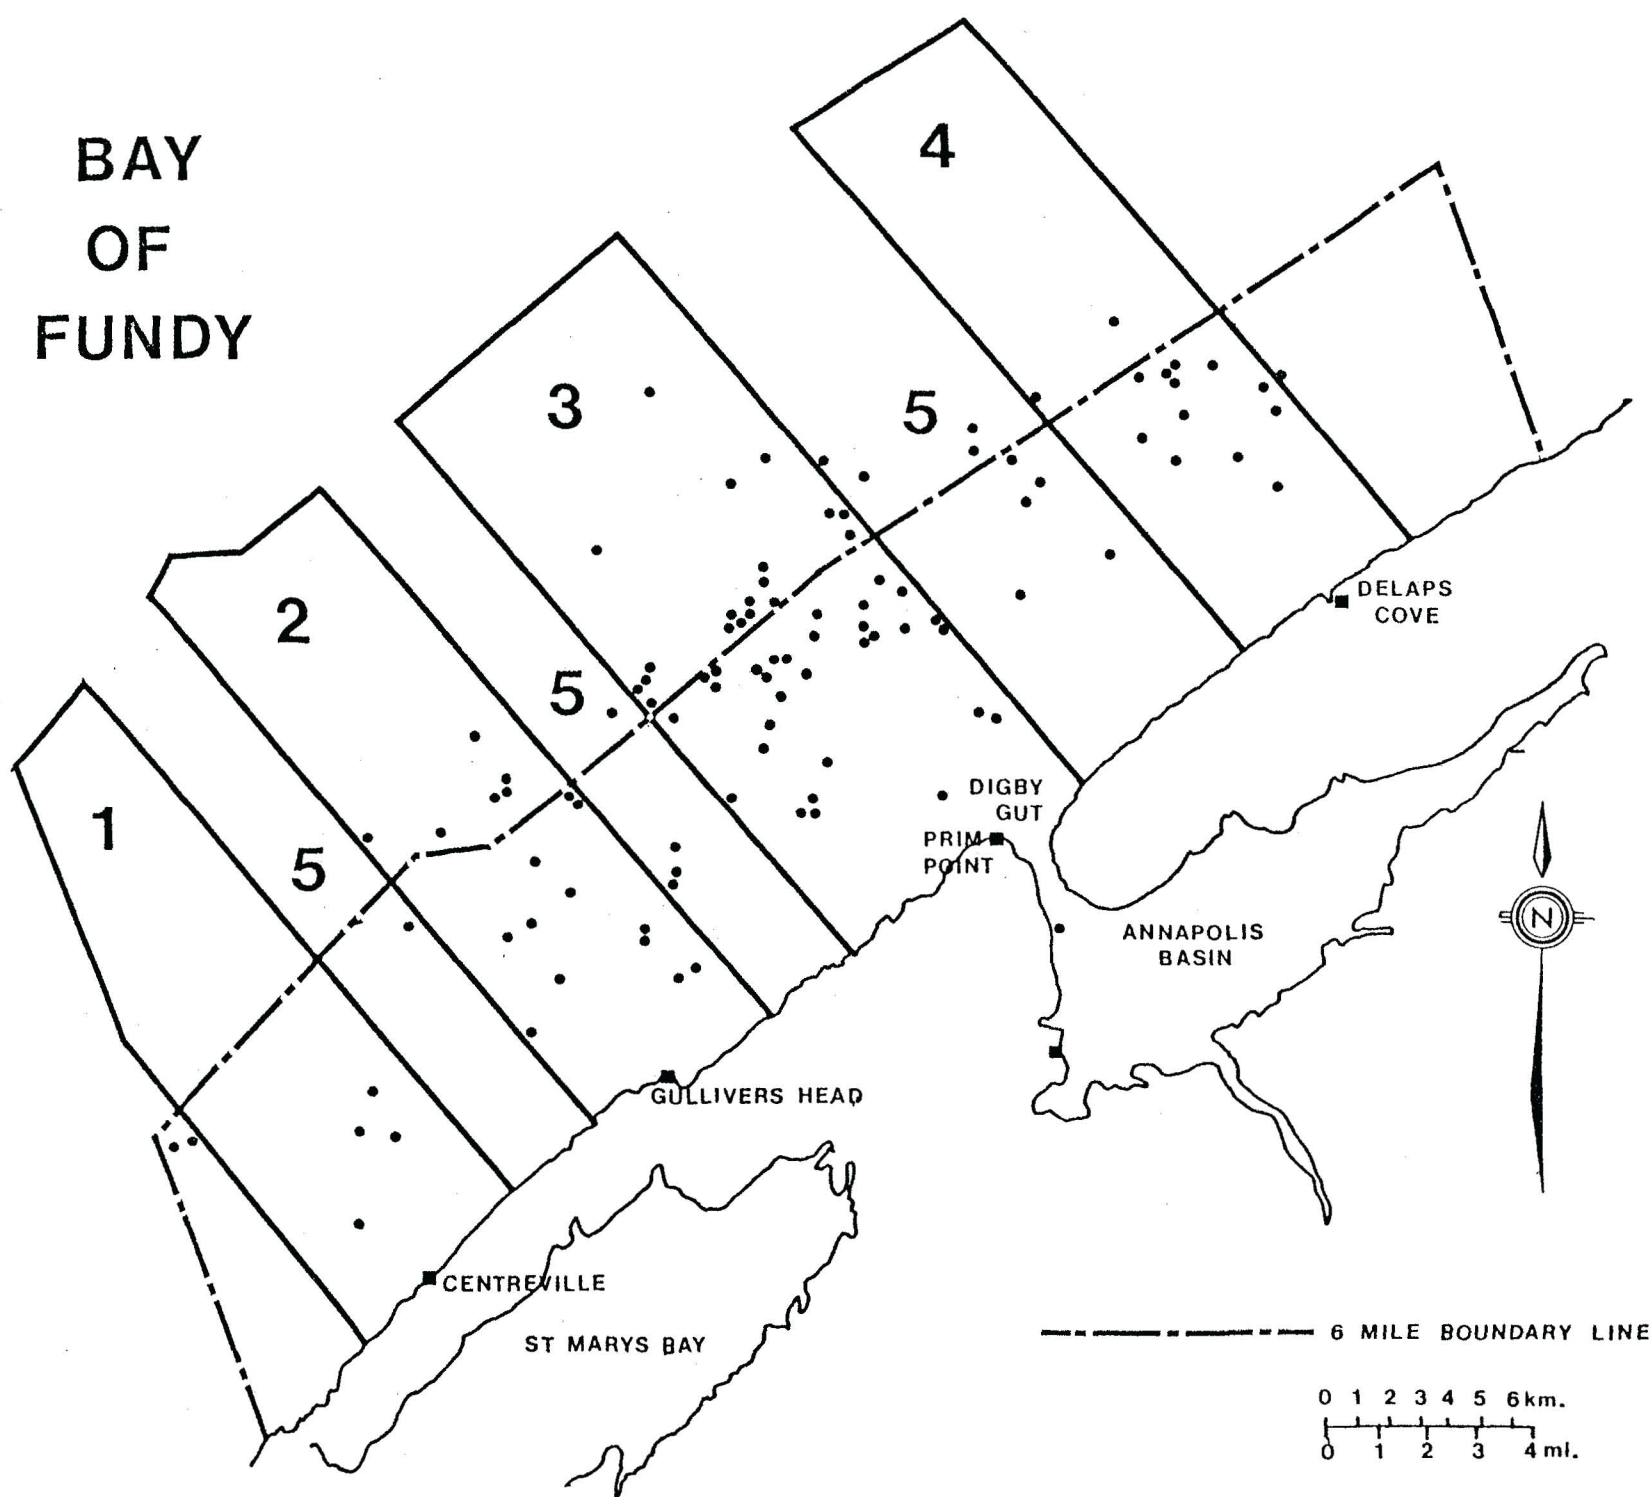 BAY
OF
FUNDY
4
3
5
2
5
1
5
DELAPS
COVE
DIGBY
GUT
PRIM
POINT
ANNAPOLIS
BASIN
N
GULLIVERS HEAD
CENTREVILLE
ST MARYS BAY
6 MILE BOUNDARY LINE
0 1 2 3 4 5 6 km.
0 1 2 3 4 mi.